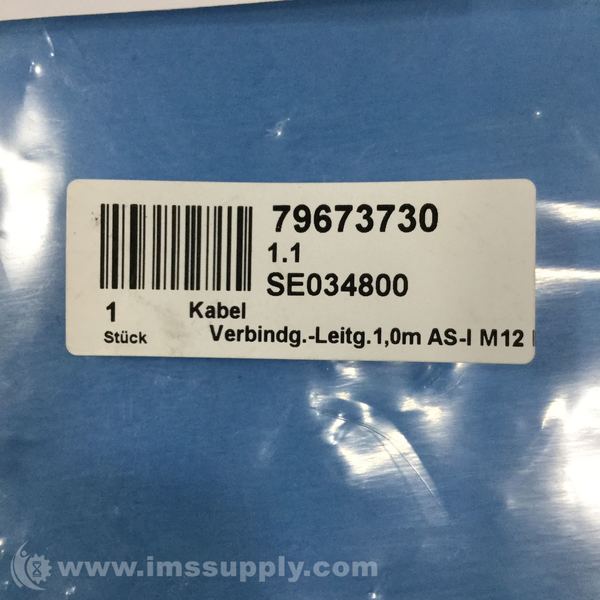 79673730
1.1
SE034800
1 Kabel
Stück Verbindg.-Leitg.1,0m AS-I M12
www.imssupply.com